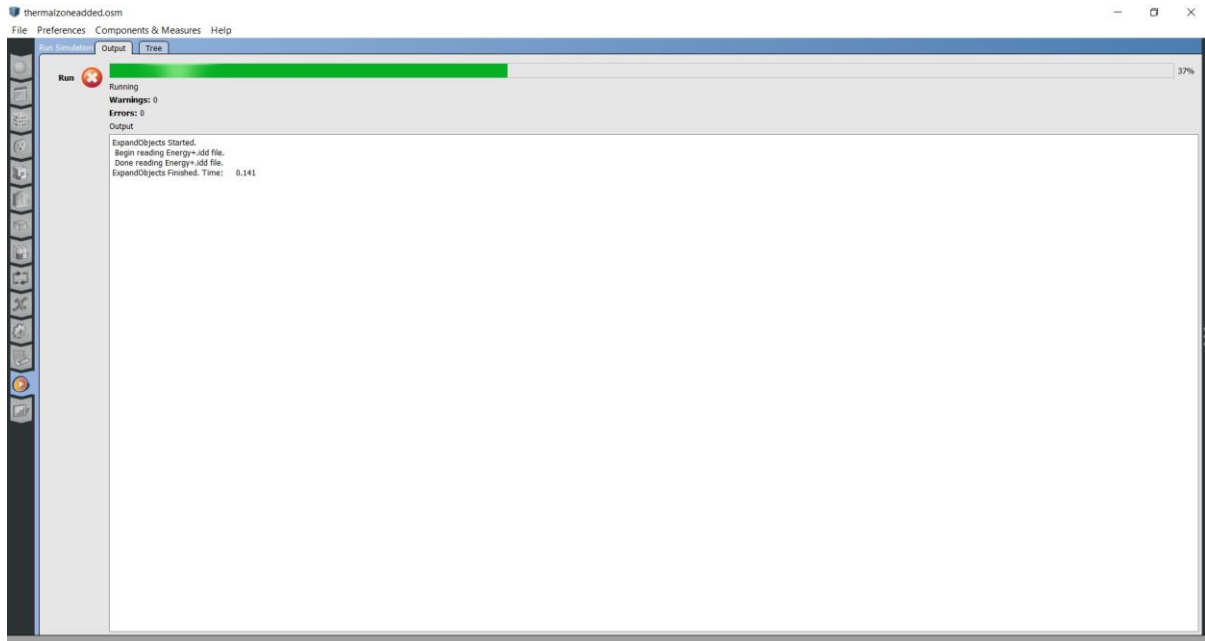 thermalzoneadded.osm
File Preferences Components & Measures Help
Run Simulation Output Tree
Run 37%
Running
Warnings: 0
Errors: 0
Output
ExpandObjects Started.
Begin reading Energy+.idd file.
Done reading Energy+.idd file.
ExpandObjects Finished. Time: 0.141